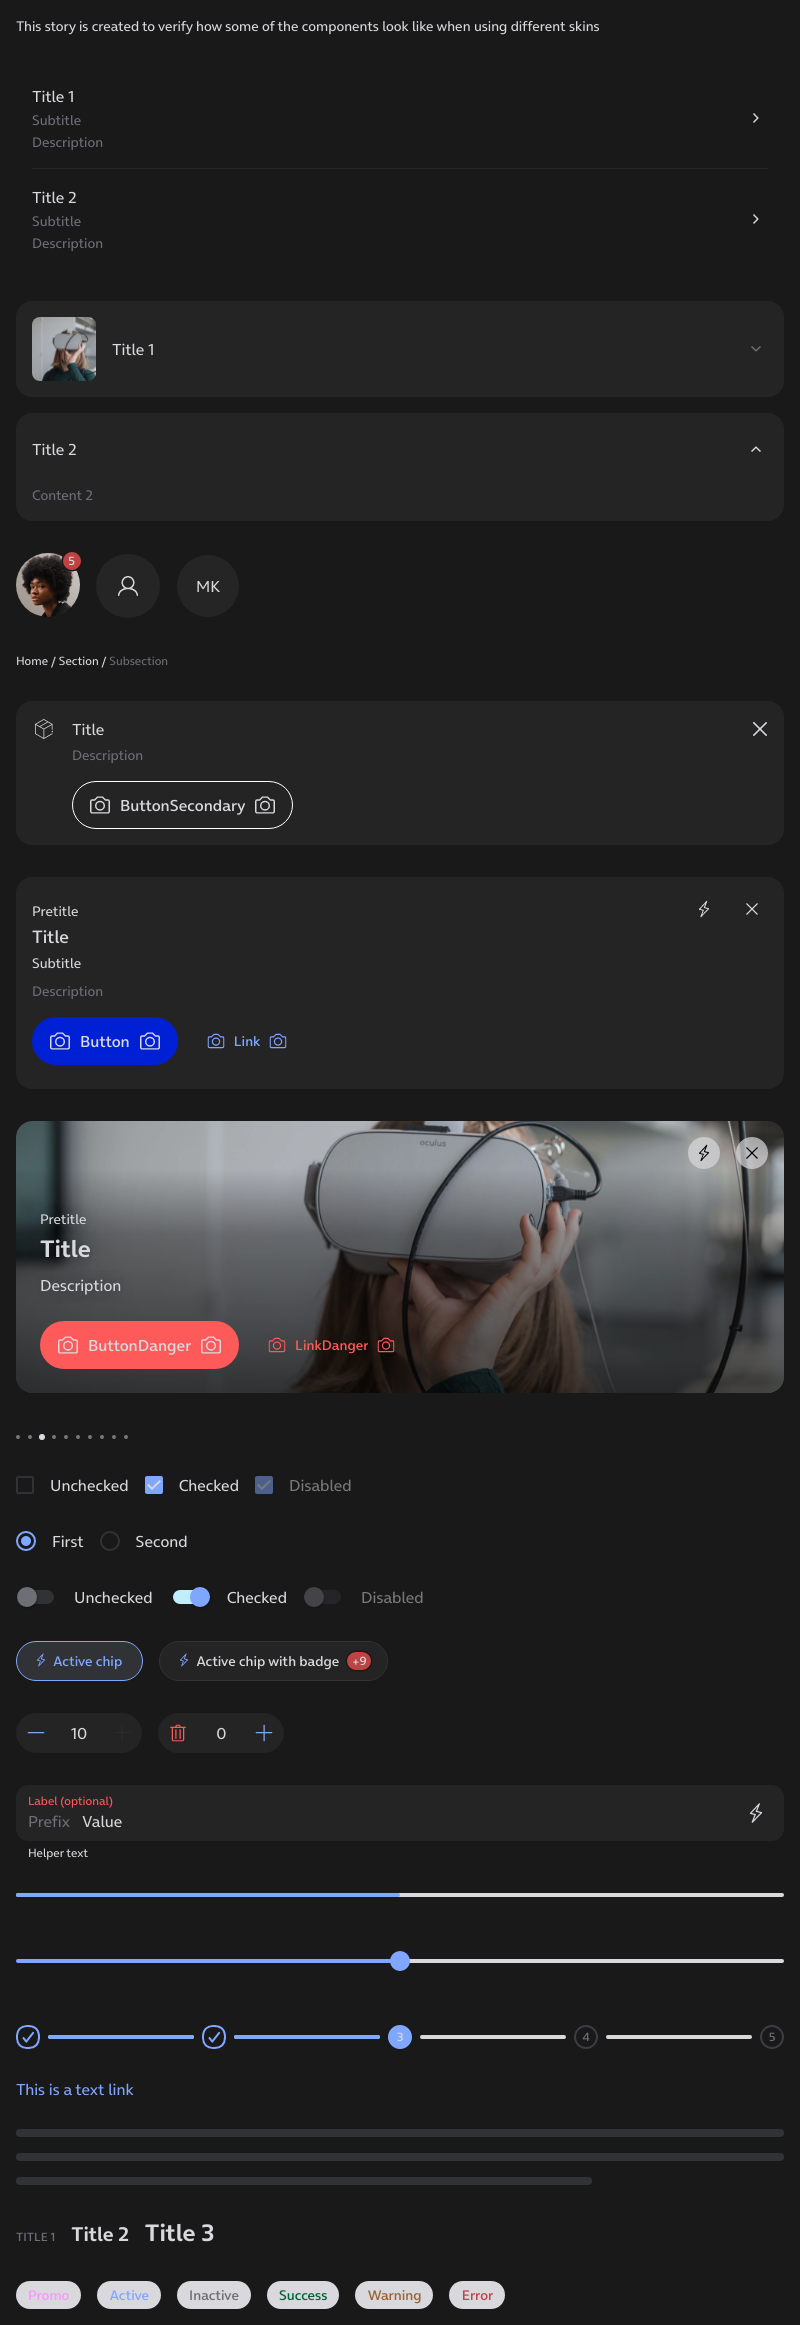 This story is created to verify how some of the components look like when using different skins
Title 1
Subtitle
Description
Title 2
Subtitle
Description
Title 1
Title 2
Content 2
5
MK
Home / Section / Subsection
Title
Description
ButtonSecondary
Pretitle
Title
Subtitle
Description
Button Link
oculus
Pretitle
Title
Description
ButtonDanger LinkDanger
Unchecked Checked Disabled
First Second
Unchecked Checked Disabled
Active chip Active chip with badge +9
10 0
Label (optional)
Prefix Value
Helper text
3 4 5
This is a text link
TITLE 1 Title 2 Title 3
Promo Active Inactive Success Warning Error